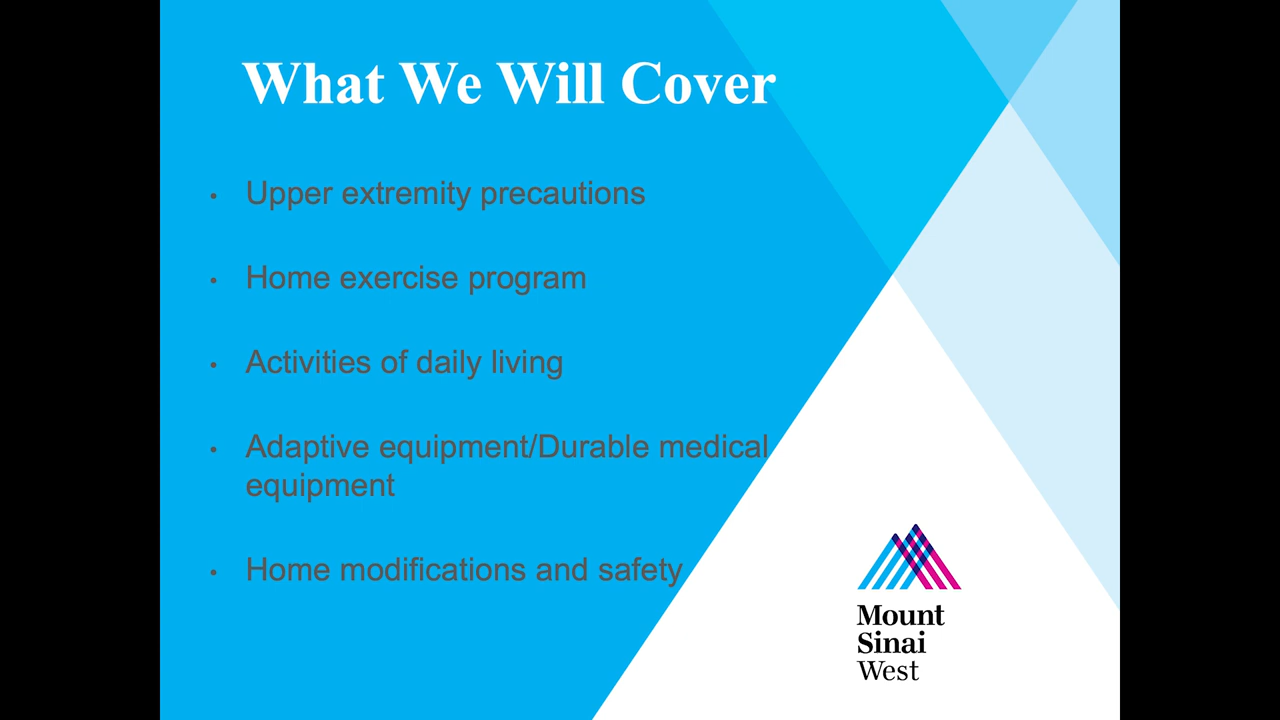 What We Will Cover
• Upper extremity precautions
• Home exercise program
• Activities of daily living
• Adaptive equipment/Durable medical
equipment
• Home modifications and safety
Mount
Sinai
West